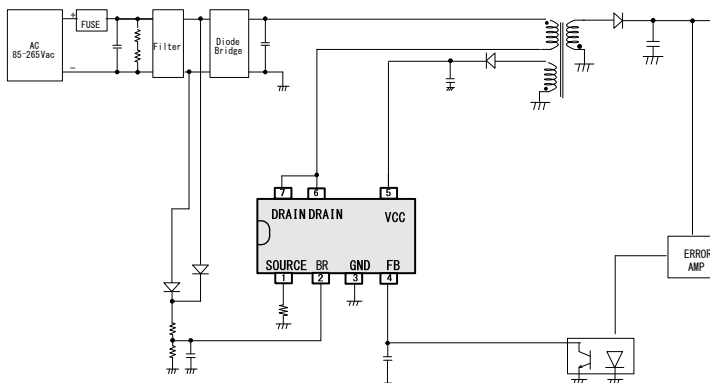 +
FUSE
AC
85-265Vac
-
Filter
Diode
Bridge
7
6
5
DRAIN DRAIN
VCC
SOURCE BR GND FB
1
2
3
4
ERROR
AMP